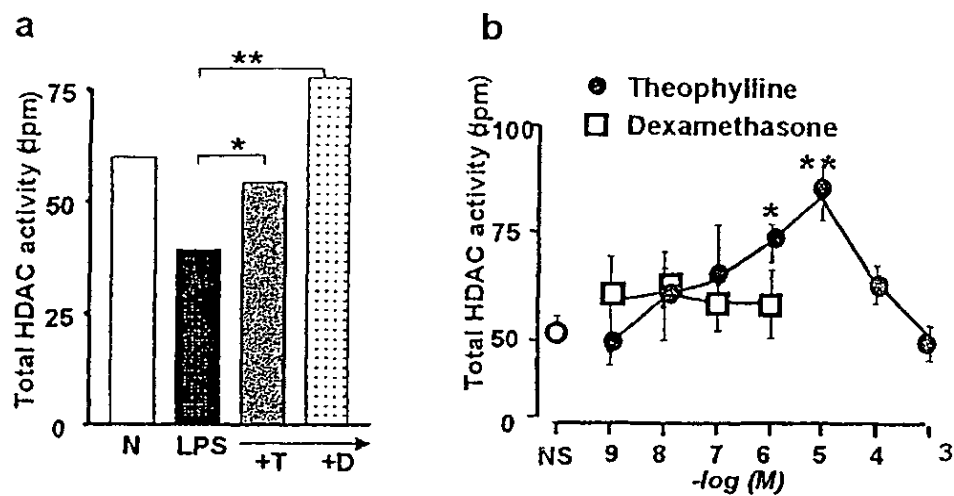 a
Total HDAC activity (dpm)
75
50
25
0
**
*
N LPS +T +D
b
Total HDAC activity (dpm)
Theophylline
Dexamethasone
100
75
50
0
*
**
NS 9 8 7 6 5 4 3
-log (M)